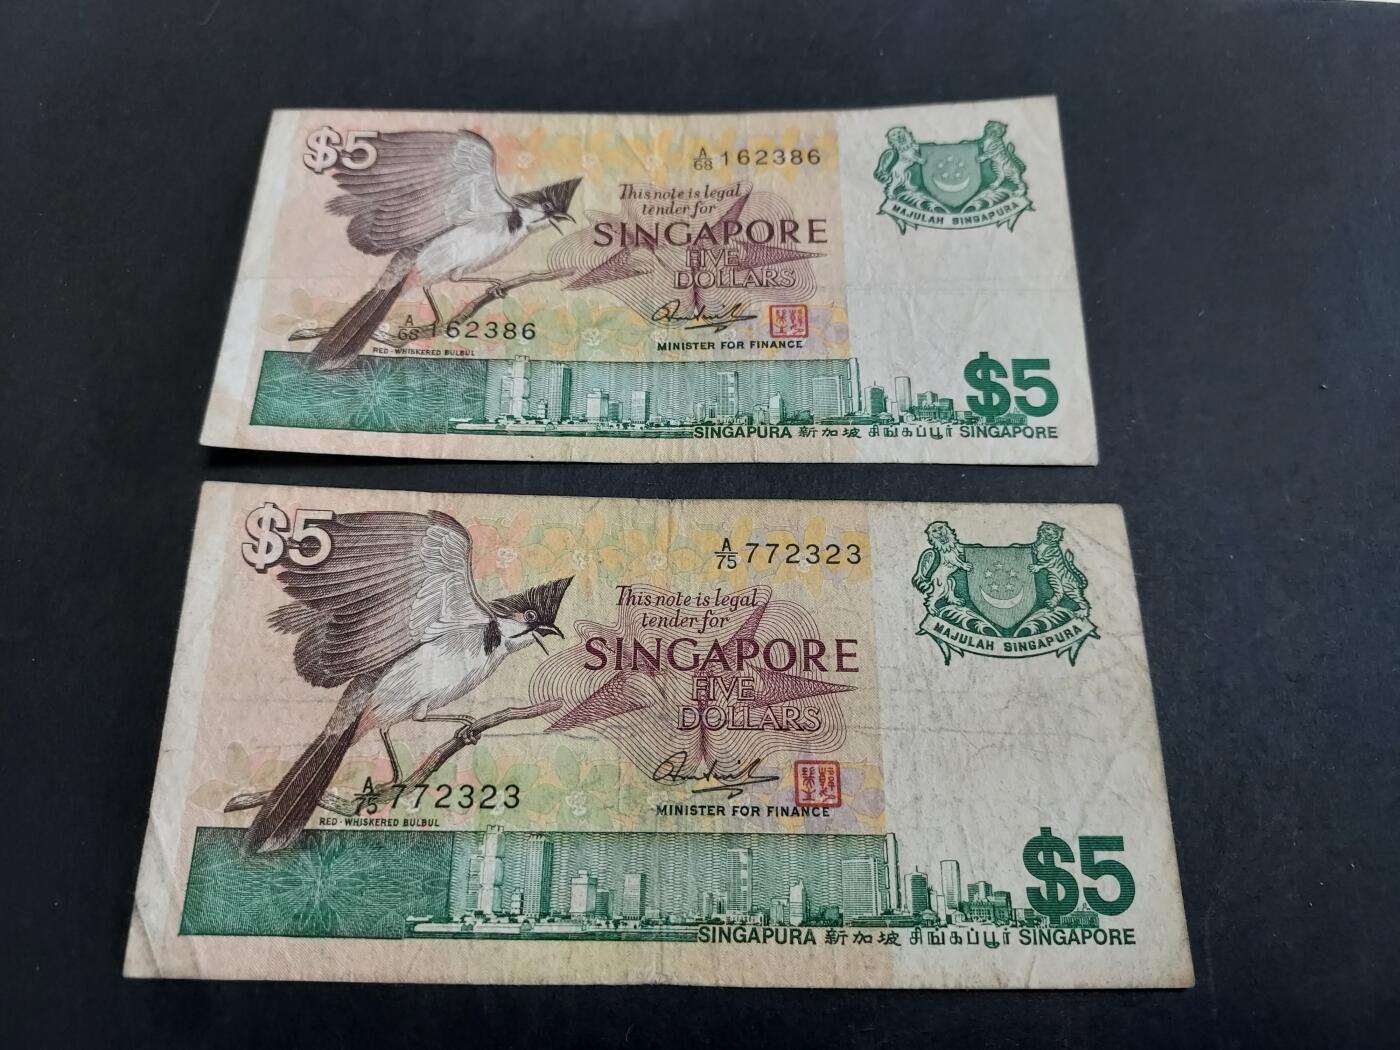 $5
A/68 162386
This note is legal
tender for
SINGAPORE
FIVE
DOLLARS
MAJULAH SINGAPURA
A/68 162386
RED-WHISKERED BULBUL
MINISTER FOR FINANCE
$5
SINGAPURA 新加坡 சிங்கப்பூர் SINGAPORE
$5
A/75 772323
This note is legal
tender for
SINGAPORE
FIVE
DOLLARS
MAJULAH SINGAPURA
A/75 772323
RED-WHISKERED BULBUL
MINISTER FOR FINANCE
$5
SINGAPURA 新加坡 சிங்கப்பூர் SINGAPORE